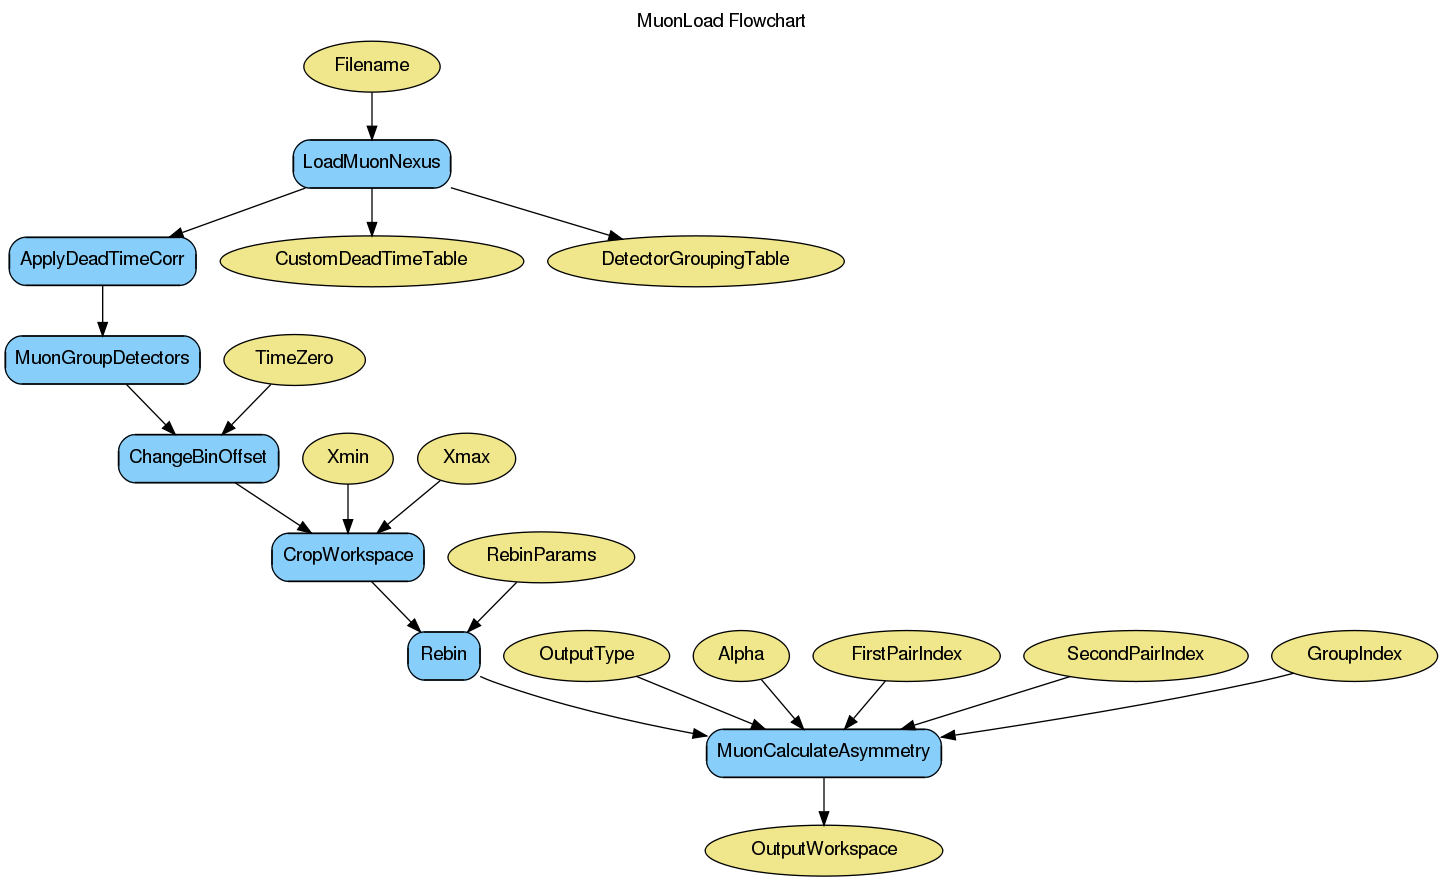 MuonLoad Flowchart
Filename
LoadMuonNexus
ApplyDeadTimeCorr
CustomDeadTimeTable
DetectorGroupingTable
MuonGroupDetectors
TimeZero
ChangeBinOffset
Xmin
Xmax
CropWorkspace
RebinParams
Rebin
OutputType
Alpha
FirstPairIndex
SecondPairIndex
GroupIndex
MuonCalculateAsymmetry
OutputWorkspace